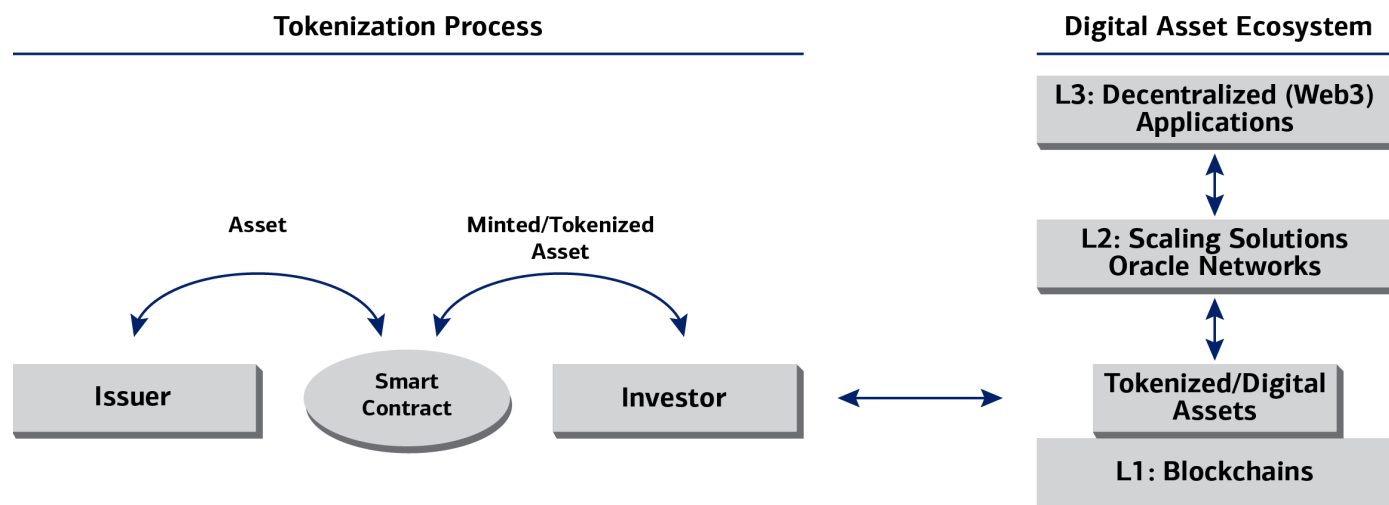 Tokenization Process
Asset
Minted/Tokenized
Asset
Issuer
Smart
Contract
Investor
Digital Asset Ecosystem
L3: Decentralized (Web3)
Applications
L2: Scaling Solutions
Oracle Networks
Tokenized/Digital
Assets
L1: Blockchains